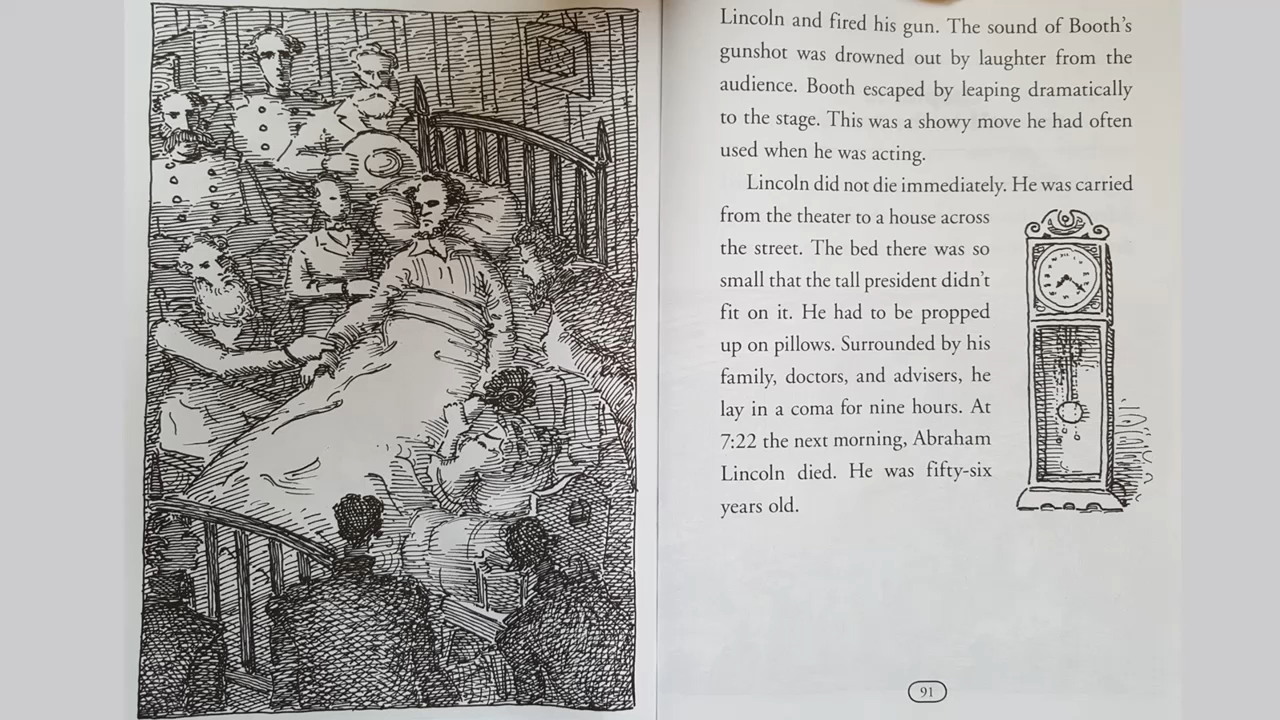 Lincoln and fired his gun. The sound of Booth’s
gunshot was drowned out by laughter from the
audience. Booth escaped by leaping dramatically
to the stage. This was a showy move he had often
used when he was acting.
Lincoln did not die immediately. He was carried
from the theater to a house across
the street. The bed there was so
small that the tall president didn’t
fit on it. He had to be propped
up on pillows. Surrounded by his
family, doctors, and advisers, he
lay in a coma for nine hours. At
7:22 the next morning, Abraham
Lincoln died. He was fifty-six
years old.
91